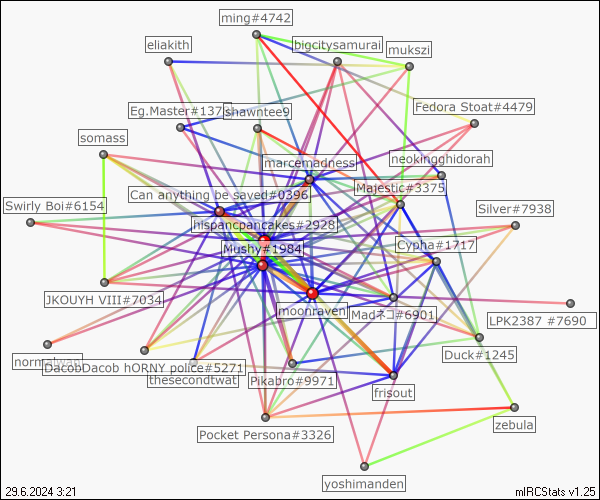 ming#4742
eliakith
bigcitysamurai
mukszi
Eg.Master#137
shawntee9
Fedora Stoat#4479
somass
marcemadness
neokingghidorah
Can anything be saved#0396
Majestic#3375
Swirly Boi#6154
Silver#7938
hispancpancakes#2928
Mushy#1984
Cypha#1717
JKOUYH VIII#7034
moonraven
Madネコ#6901
LPK2387 #7690
normalwatt
DacobDacob hORNY police#5271
Duck#1245
thesecondtwat
Pikabro#9971
frisout
Pocket Persona#3326
zebula
yoshimanden
29.6.2024 3:21
mIRCStats v1.25